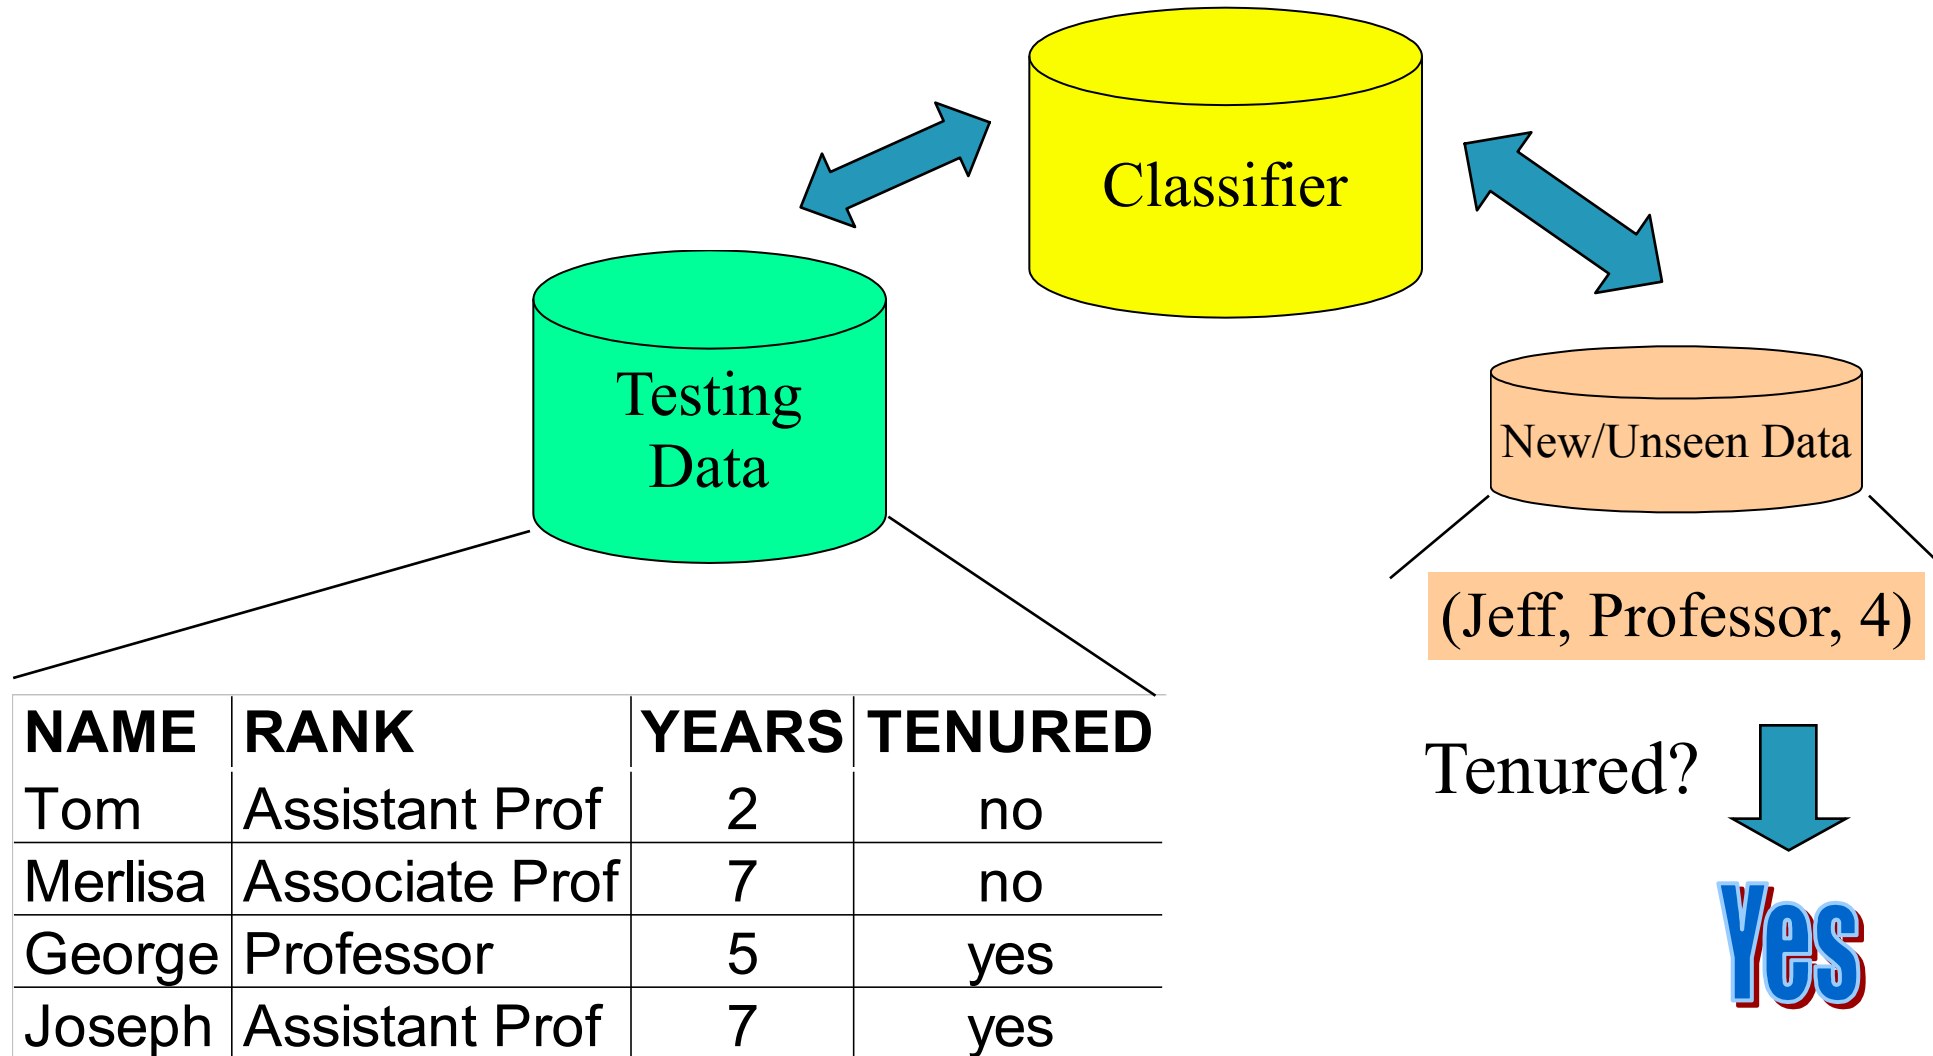 Classifier
Testing
Data
New/Unseen Data
(Jeff, Professor, 4)
NAME RANK YEARS TENURED
Tom Assistant Prof 2 no
Merlisa Associate Prof 7 no
George Professor 5 yes
Joseph Assistant Prof 7 yes
Tenured?
Yes